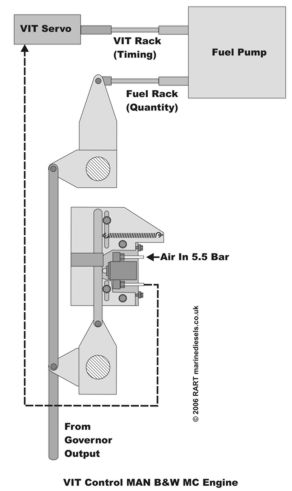 VIT Servo
VIT Rack
(Timing)
Fuel Pump
Fuel Rack
(Quantity)
Air In 5.5 Bar
© 2006 RART marinediesels.co.uk
From
Governor
Output
VIT Control MAN B&W MC Engine